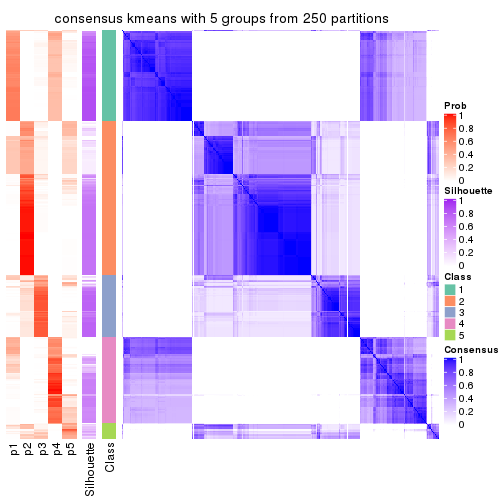 consensus kmeans with 5 groups from 250 partitions
Prob
1
0.8
0.6
0.4
0.2
0
Silhouette
1
0.8
0.6
0.4
0.2
0
Class
1
2
3
4
5
Consensus
1
0.8
0.6
0.4
0.2
0
p1
p2
p3
p4
p5
Silhouette
Class